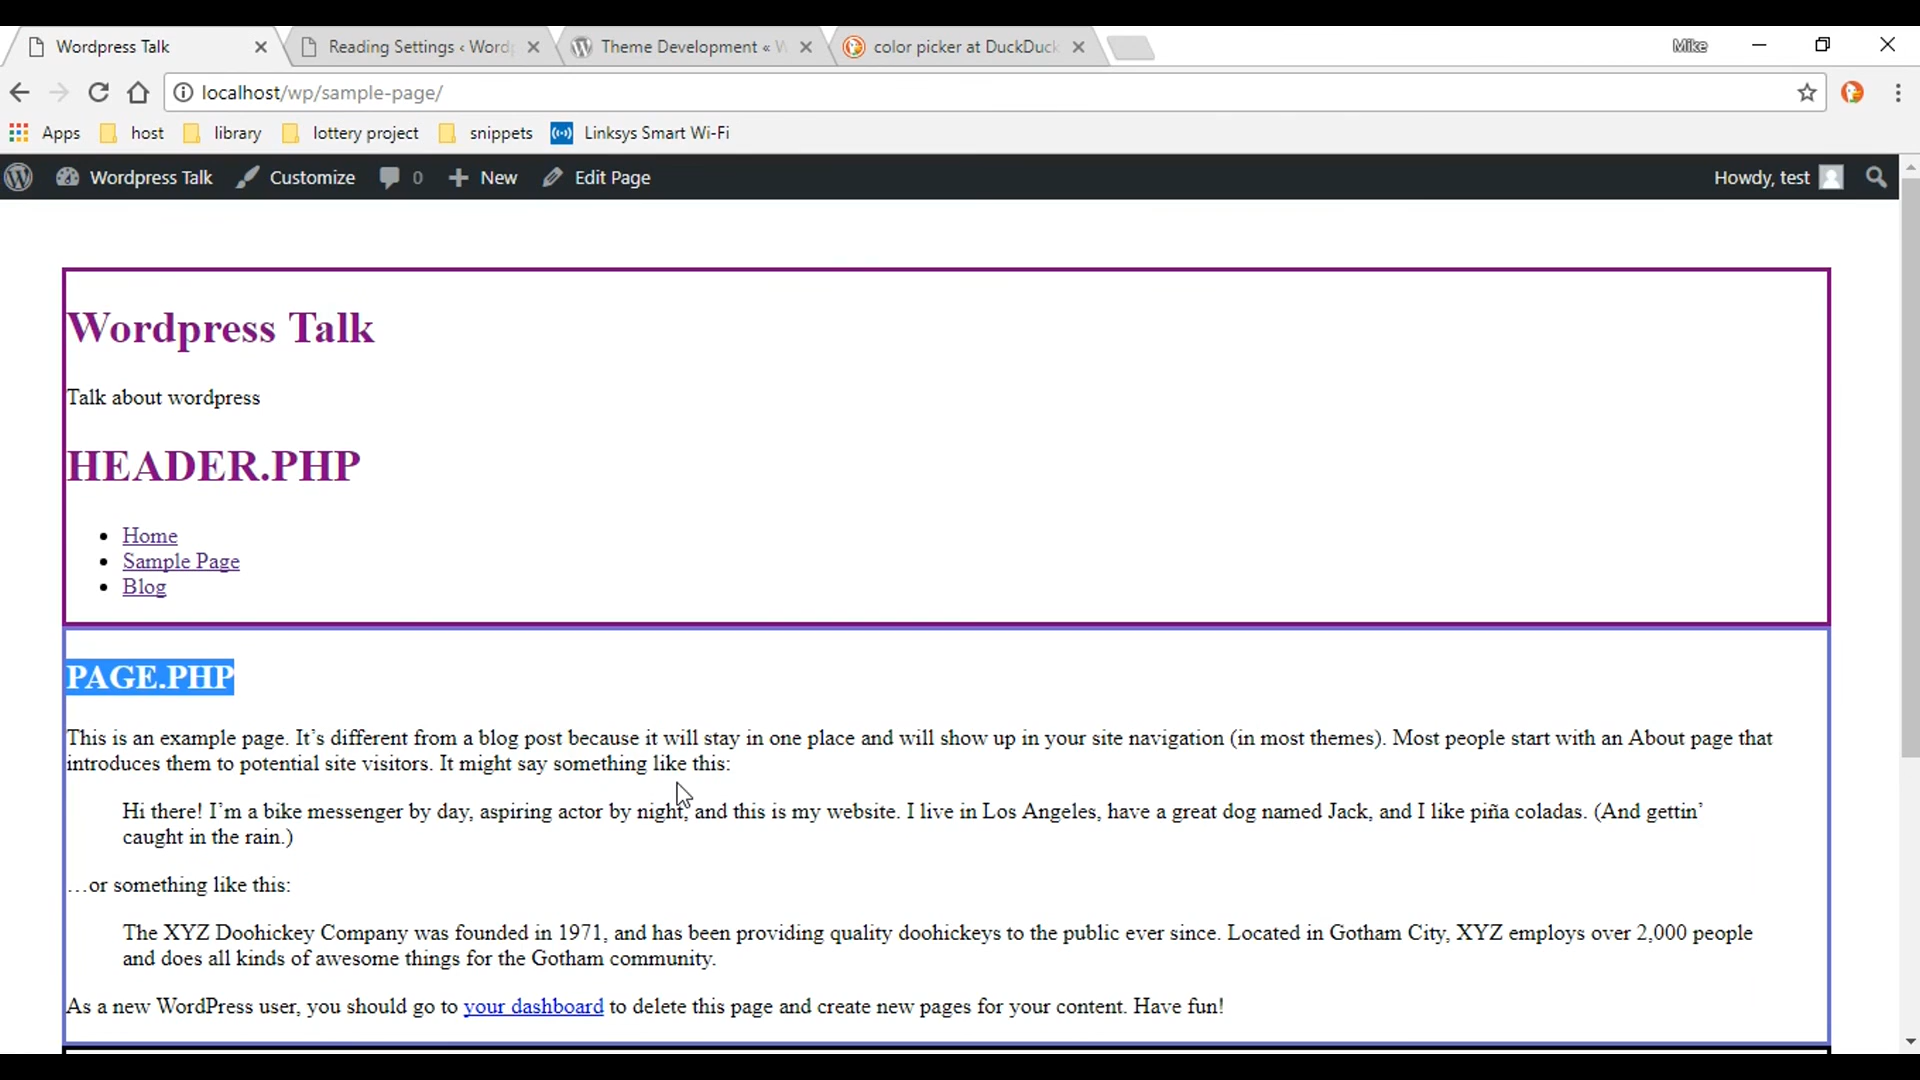 Wordpress Talk
Reading Settings ‹ Wordp
Theme Development « W
color picker at DuckDuck
Mike
localhost/wp/sample-page/
Apps host library lottery project snippets Linksys Smart Wi-Fi
Wordpress Talk Customize 0 New Edit Page Howdy, test
Wordpress Talk
Talk about wordpress
HEADER.PHP
Home
Sample Page
Blog
PAGE.PHP
This is an example page. It’s different from a blog post because it will stay in one place and will show up in your site navigation (in most themes). Most people start with an About page that
introduces them to potential site visitors. It might say something like this:
Hi there! I’m a bike messenger by day, aspiring actor by night, and this is my website. I live in Los Angeles, have a great dog named Jack, and I like piña coladas. (And gettin’
caught in the rain.)
…or something like this:
The XYZ Doohickey Company was founded in 1971, and has been providing quality doohickeys to the public ever since. Located in Gotham City, XYZ employs over 2,000 people
and does all kinds of awesome things for the Gotham community.
As a new WordPress user, you should go to your dashboard to delete this page and create new pages for your content. Have fun!